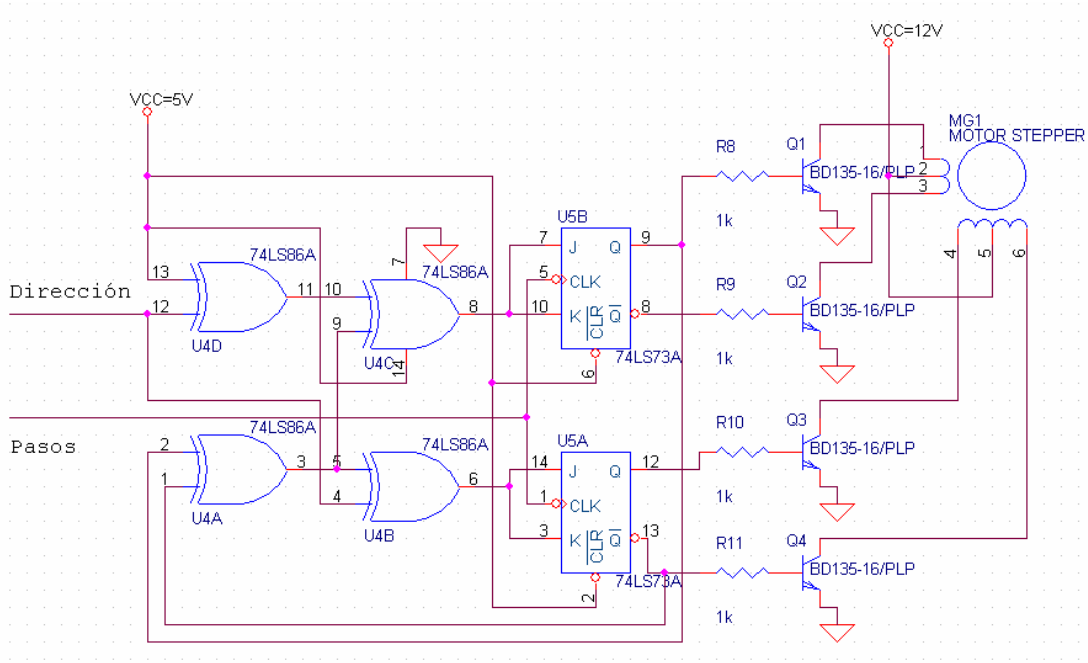 VCC=12V
VCC=5V
MG1
MOTOR STEPPER
R8
Q1
1
2
3
BD135-16/PLP
1k
U5B
7
J
Q
9
5
CLK
10
K
CLR
Q
8
74LS73A
6
74LS86A
13
12
11
U4D
Dirección
7
74LS86A
10
9
8
U4C
14
R9
Q2
BD135-16/PLP
1k
4
5
6
Pasos
74LS86A
2
1
3
U4A
74LS86A
5
4
6
U4B
U5A
14
J
Q
12
1
CLK
3
K
CLR
Q
13
74LS73A
2
R10
Q3
BD135-16/PLP
1k
R11
Q4
BD135-16/PLP
1k